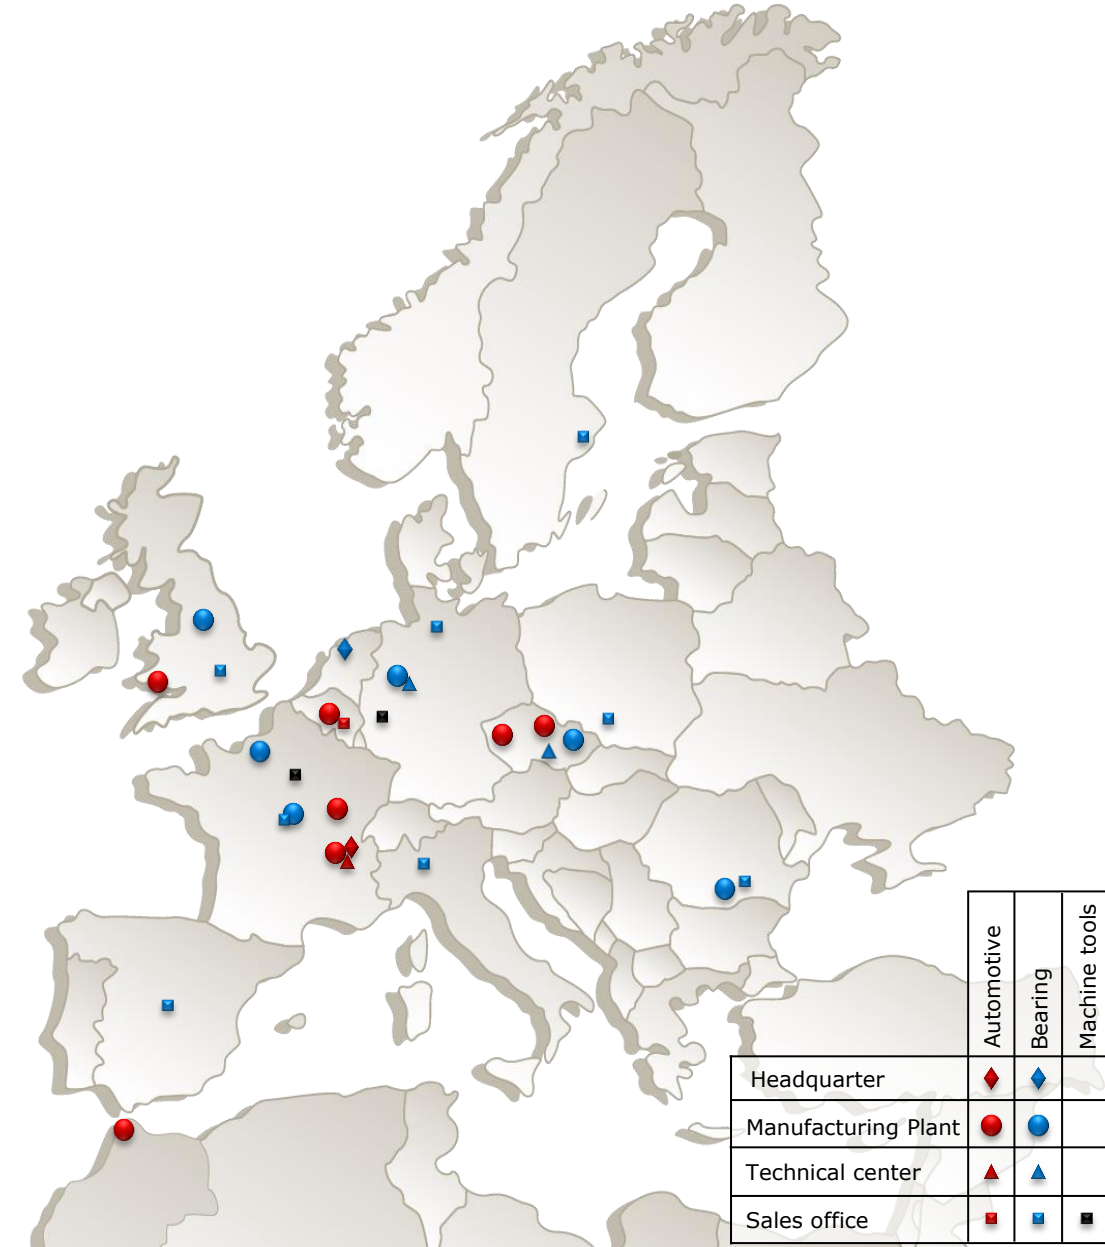 Automotive
Bearing
Machine tools
Headquarter
Manufacturing Plant
Technical center
Sales office